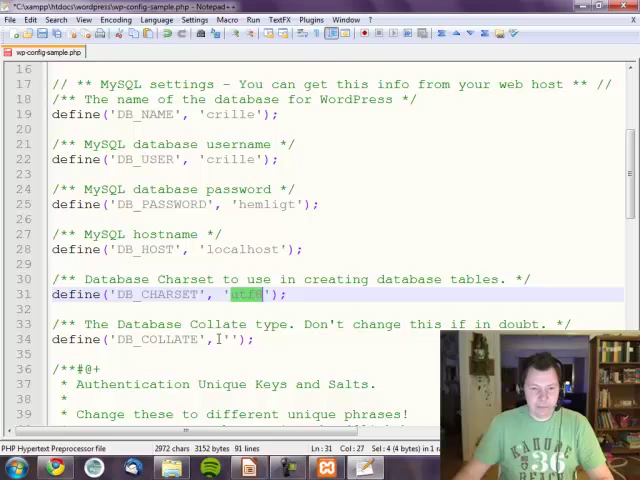 C:\xampp\htdocs\wordpress\wp-config-sample.php - Notepad++
File Edit Search View Encoding Language Settings Macro Run TextFX Plugins Window ?
wp-config-sample.php
16
17 // ** MySQL settings - You can get this info from your web host ** //
18 /** The name of the database for WordPress */
19 define('DB_NAME', 'crille');
20
21 /** MySQL database username */
22 define('DB_USER', 'crille');
23
24 /** MySQL database password */
25 define('DB_PASSWORD', 'hemligt');
26
27 /** MySQL hostname */
28 define('DB_HOST', 'localhost');
29
30 /** Database Charset to use in creating database tables. */
31 define('DB_CHARSET', 'utf8');
32
33 /** The Database Collate type. Don't change this if in doubt. */
34 define('DB_COLLATE', '');
35
36 /**#@+
37 * Authentication Unique Keys and Salts.
38 *
39 * Change these to different unique phrases!
PHP Hypertext Preprocessor file 2972 chars 3152 bytes 91 lines Ln : 31 Col : 27 Sel : 4 (4 bytes) in 1 r
KAHUNE
36
BREAK